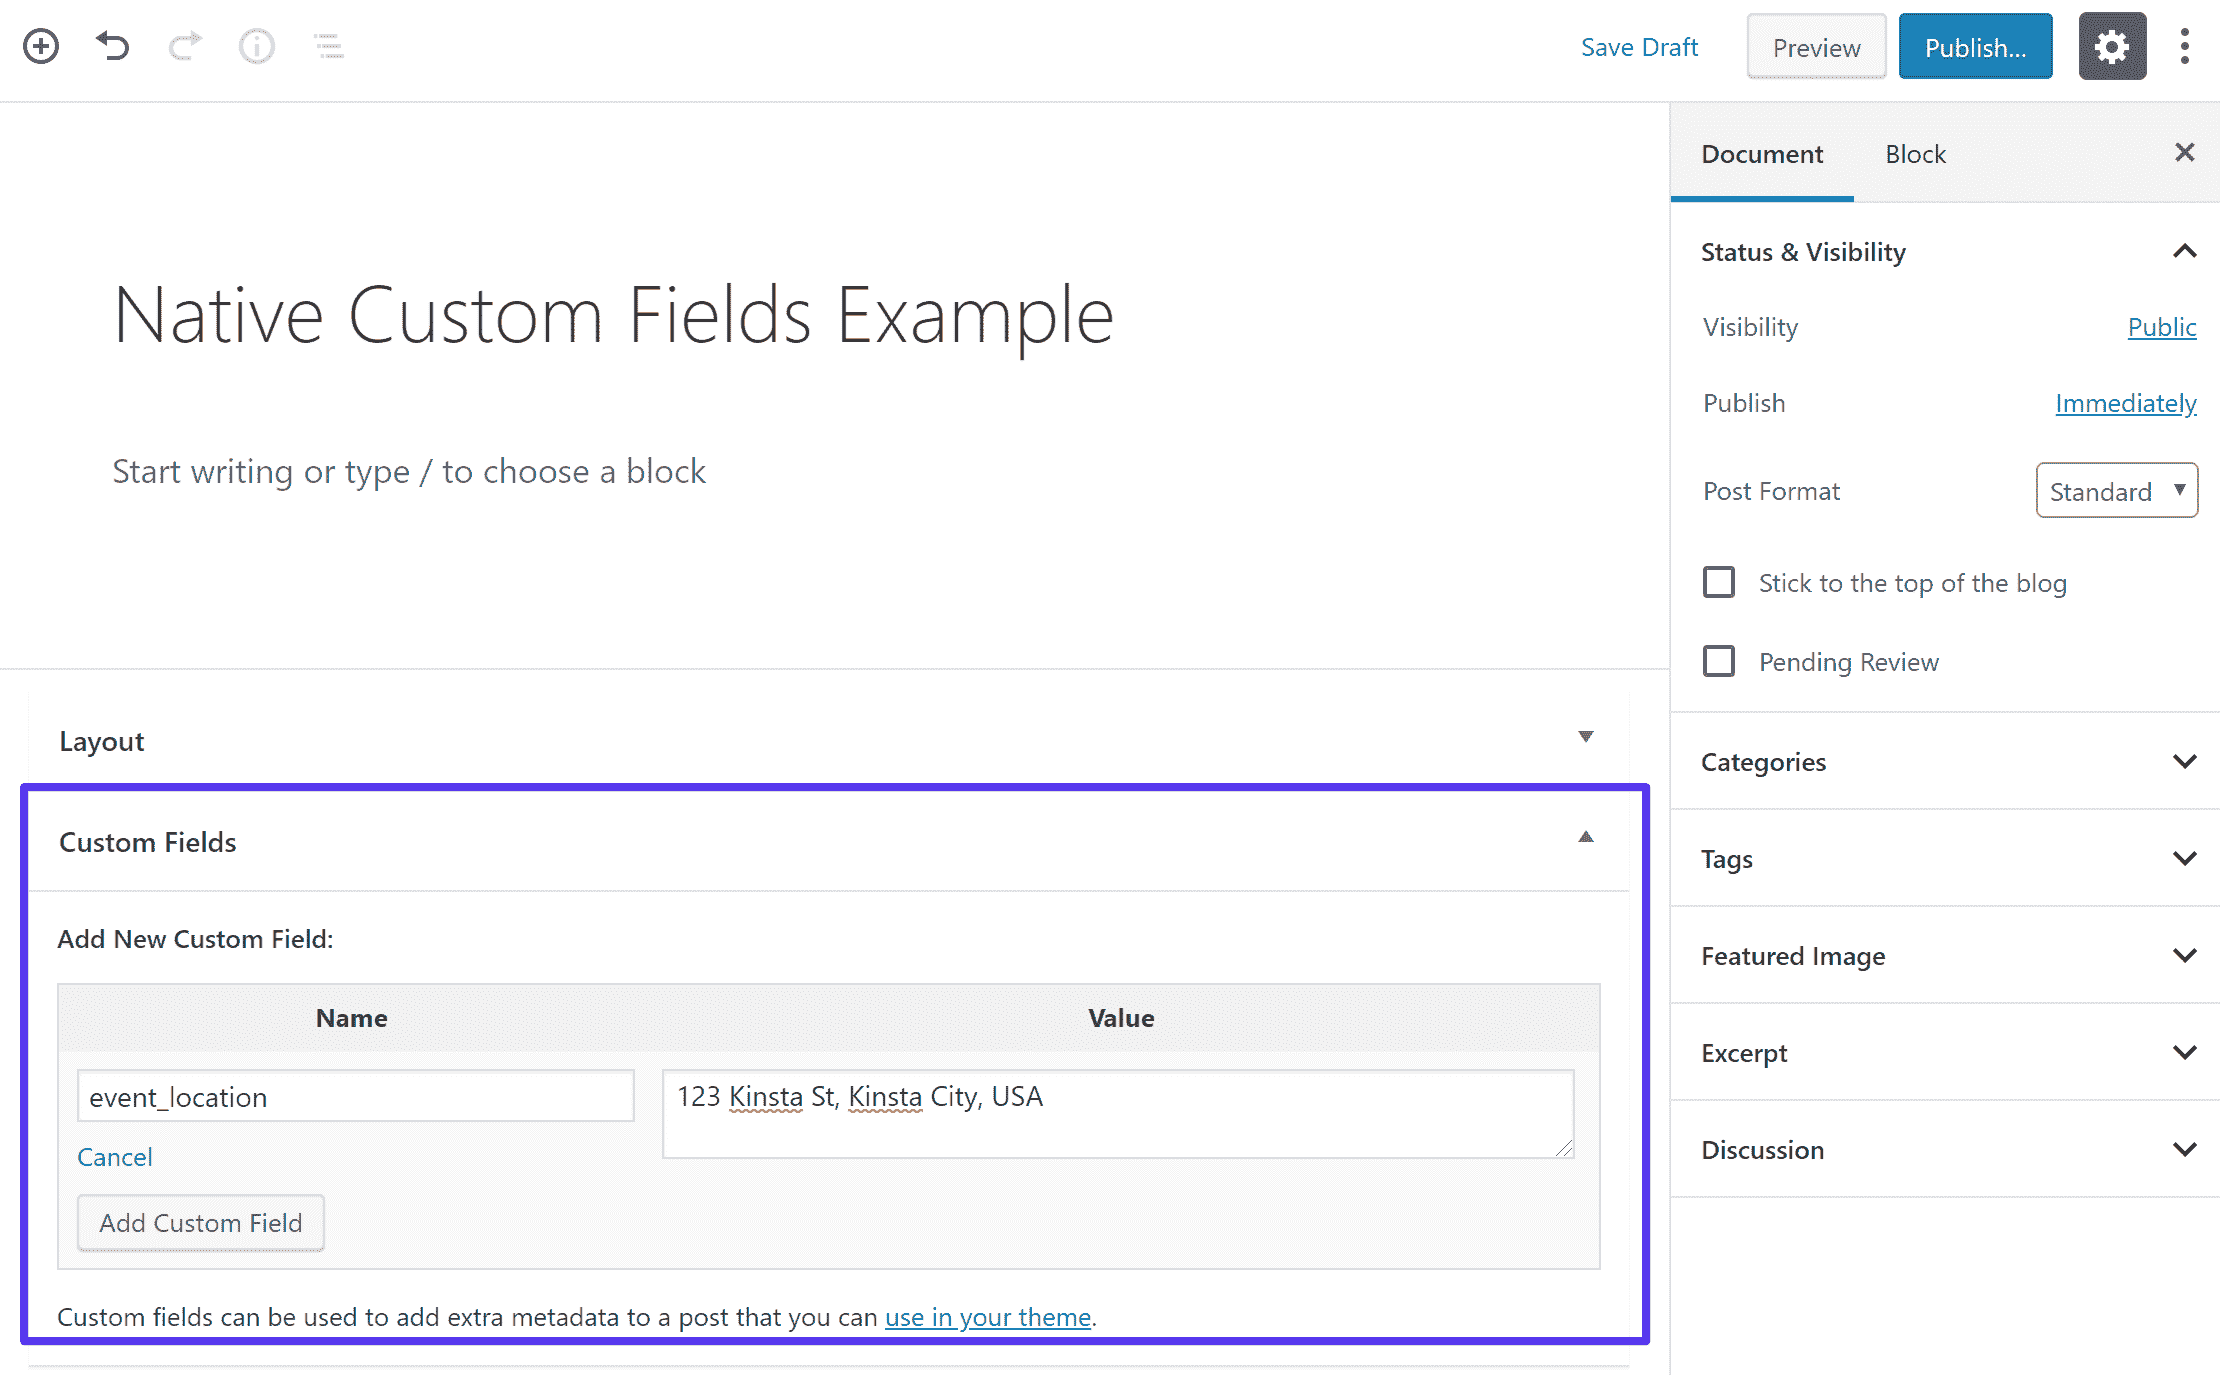 Save Draft
Preview
Publish...
Native Custom Fields Example
Start writing or type / to choose a block
Layout
Custom Fields
Add New Custom Field:
Name Value
event_location 123 Kinsta St, Kinsta City, USA
Cancel
Add Custom Field
Custom fields can be used to add extra metadata to a post that you can use in your theme.
Document Block
Status & Visibility
Visibility Public
Publish Immediately
Post Format Standard
Stick to the top of the blog
Pending Review
Categories
Tags
Featured Image
Excerpt
Discussion